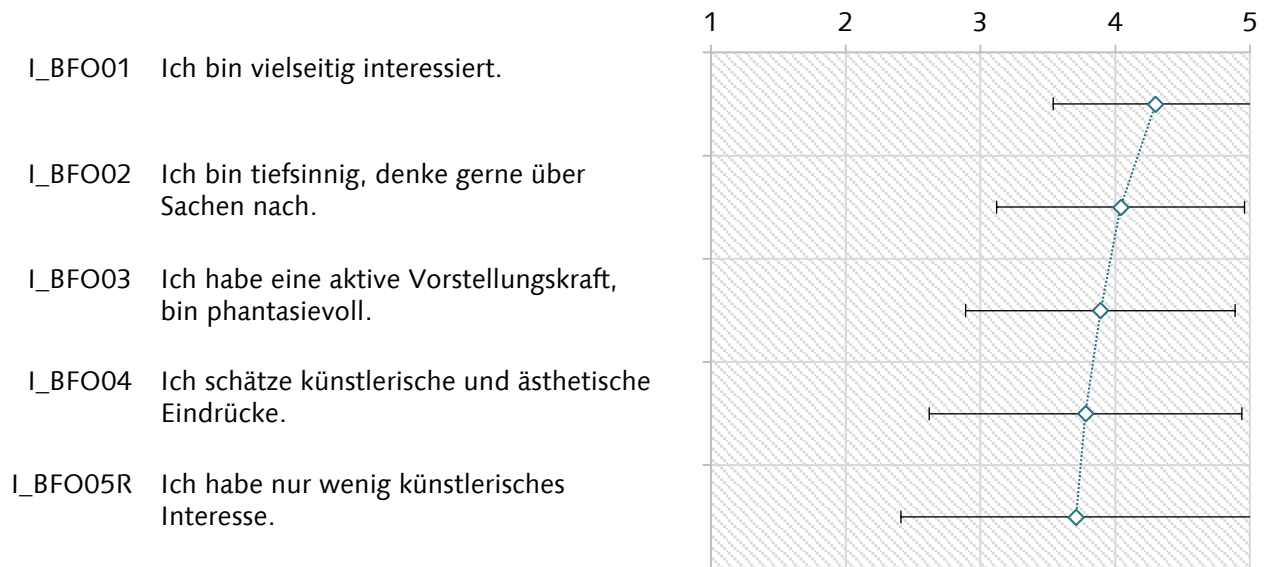 1 2 3 4 5
I_BFO01 Ich bin vielseitig interessiert.
I_BFO02 Ich bin tiefsinnig, denke gerne über
Sachen nach.
I_BFO03 Ich habe eine aktive Vorstellungskraft,
bin phantasievoll.
I_BFO04 Ich schätze künstlerische und ästhetische
Eindrücke.
I_BFO05R Ich habe nur wenig künstlerisches
Interesse.